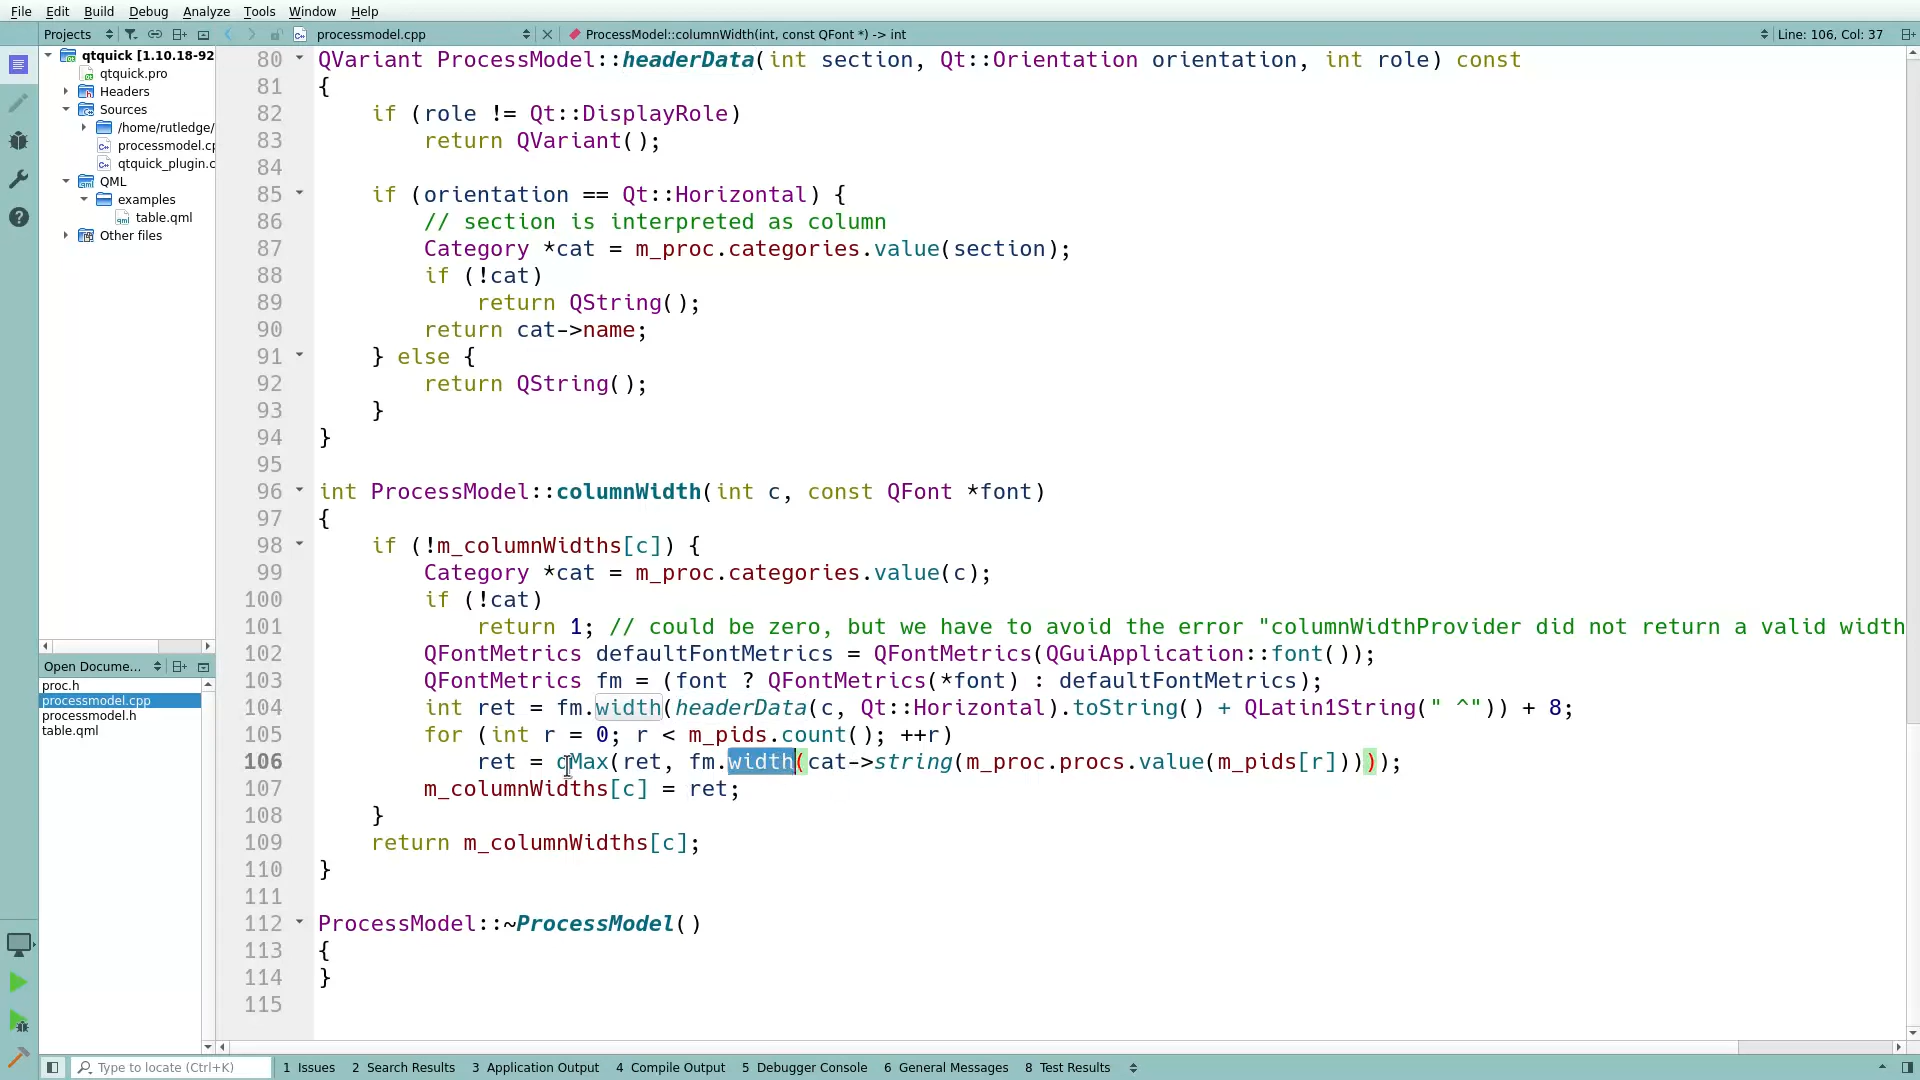 File Edit Build Debug Analyze Tools Window Help
Projects processmodel.cpp ProcessModel::columnWidth(int, const QFont *) -> int Line: 106, Col: 37
qtquick [1.10.18-92
qtquick.pro
Headers
Sources
/home/rutledge/
processmodel.cp
qtquick_plugin.c
QML
examples
table.qml
Other files
Open Docume...
proc.h
processmodel.cpp
processmodel.h
table.qml
80 QVariant ProcessModel::headerData(int section, Qt::Orientation orientation, int role) const
81 {
82 if (role != Qt::DisplayRole)
83 return QVariant();
84
85 if (orientation == Qt::Horizontal) {
86 // section is interpreted as column
87 Category *cat = m_proc.categories.value(section);
88 if (!cat)
89 return QString();
90 return cat->name;
91 } else {
92 return QString();
93 }
94 }
95
96 int ProcessModel::columnWidth(int c, const QFont *font)
97 {
98 if (!m_columnWidths[c]) {
99 Category *cat = m_proc.categories.value(c);
100 if (!cat)
101 return 1; // could be zero, but we have to avoid the error "columnWidthProvider did not return a valid width
102 QFontMetrics defaultFontMetrics = QFontMetrics(QGuiApplication::font());
103 QFontMetrics fm = (font ? QFontMetrics(*font) : defaultFontMetrics);
104 int ret = fm.width(headerData(c, Qt::Horizontal).toString() + QLatin1String(" ^")) + 8;
105 for (int r = 0; r < m_pids.count(); ++r)
106 ret = qMax(ret, fm.width(cat->string(m_proc.procs.value(m_pids[r]))));
107 m_columnWidths[c] = ret;
108 }
109 return m_columnWidths[c];
110 }
111
112 ProcessModel::~ProcessModel()
113 {
114 }
115
Type to locate (Ctrl+K) 1 Issues 2 Search Results 3 Application Output 4 Compile Output 5 Debugger Console 6 General Messages 8 Test Results